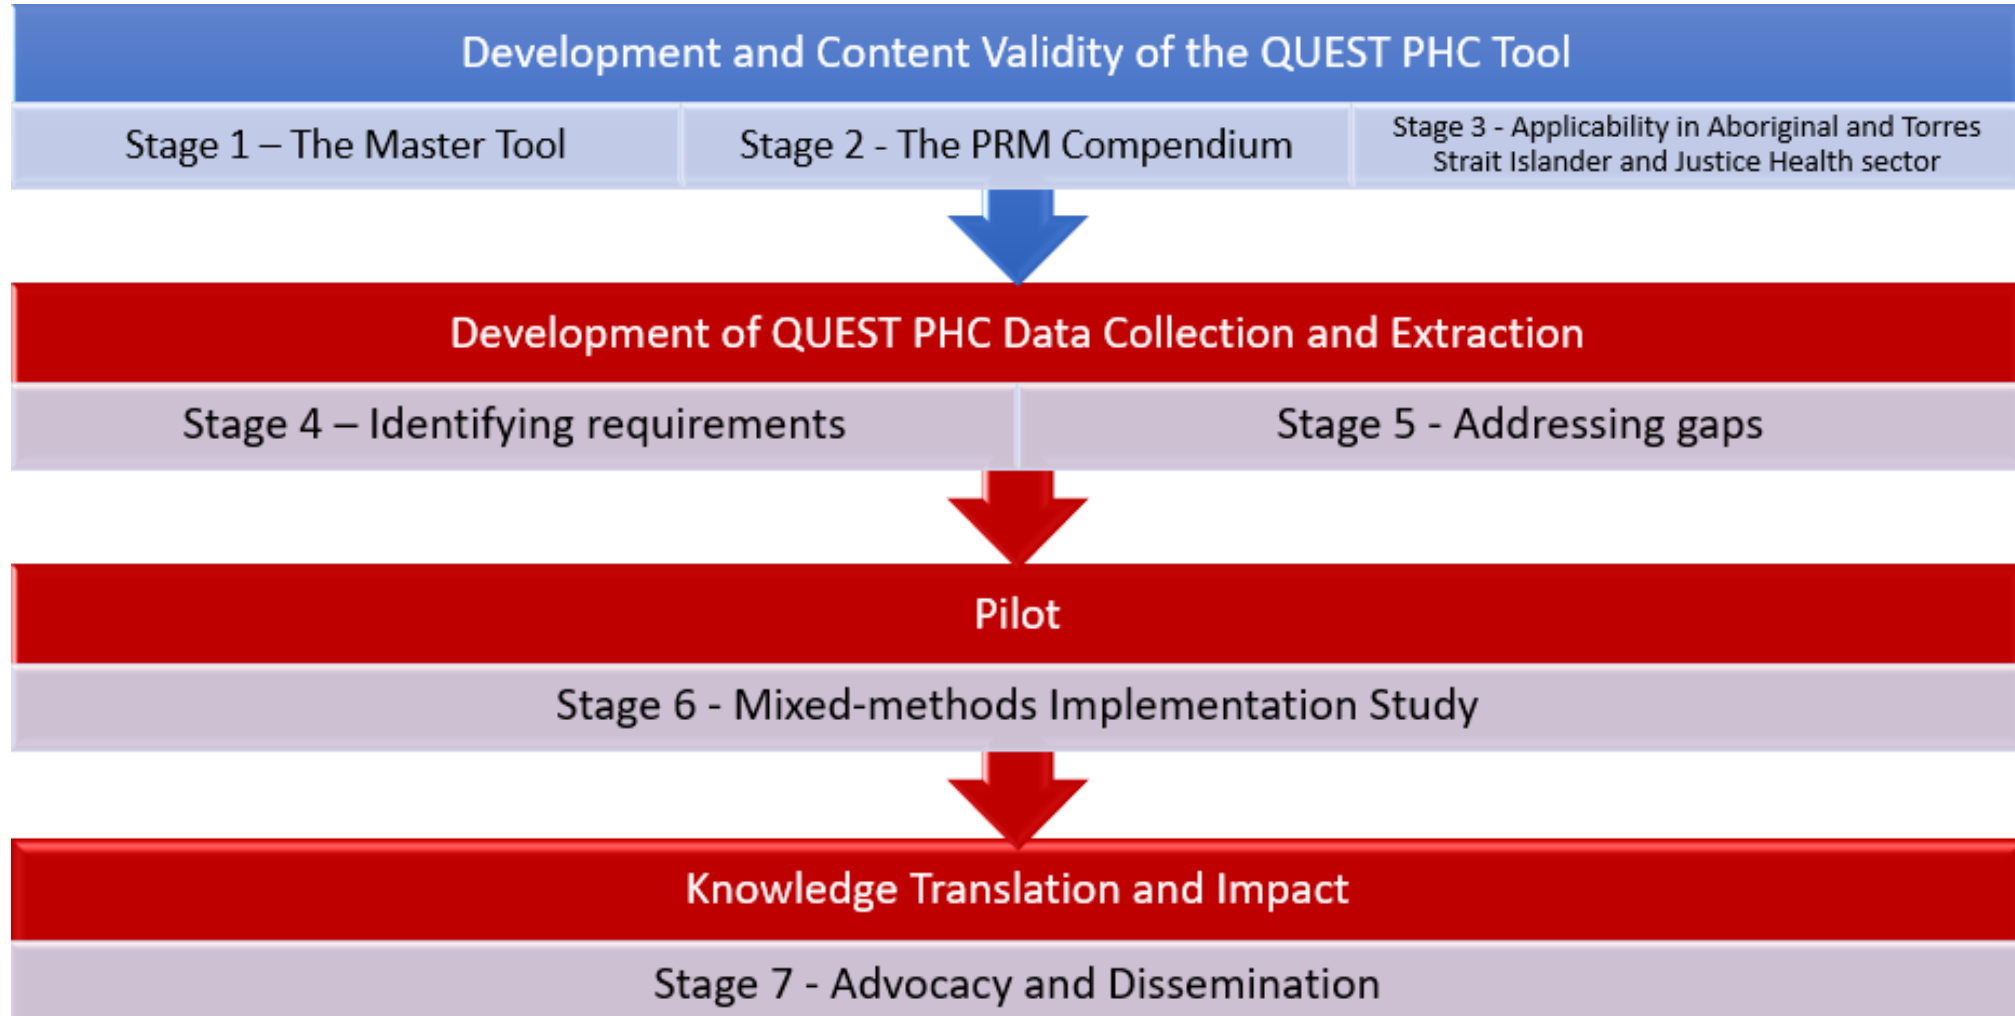 Development and Content Validity of the QUEST PHC Tool
Stage 1 – The Master Tool
Stage 2 - The PRM Compendium
Stage 3 - Applicability in Aboriginal and Torres
Strait Islander and Justice Health sector
Development of QUEST PHC Data Collection and Extraction
Stage 4 – Identifying requirements
Stage 5 - Addressing gaps
Pilot
Stage 6 - Mixed-methods Implementation Study
Knowledge Translation and Impact
Stage 7 - Advocacy and Dissemination